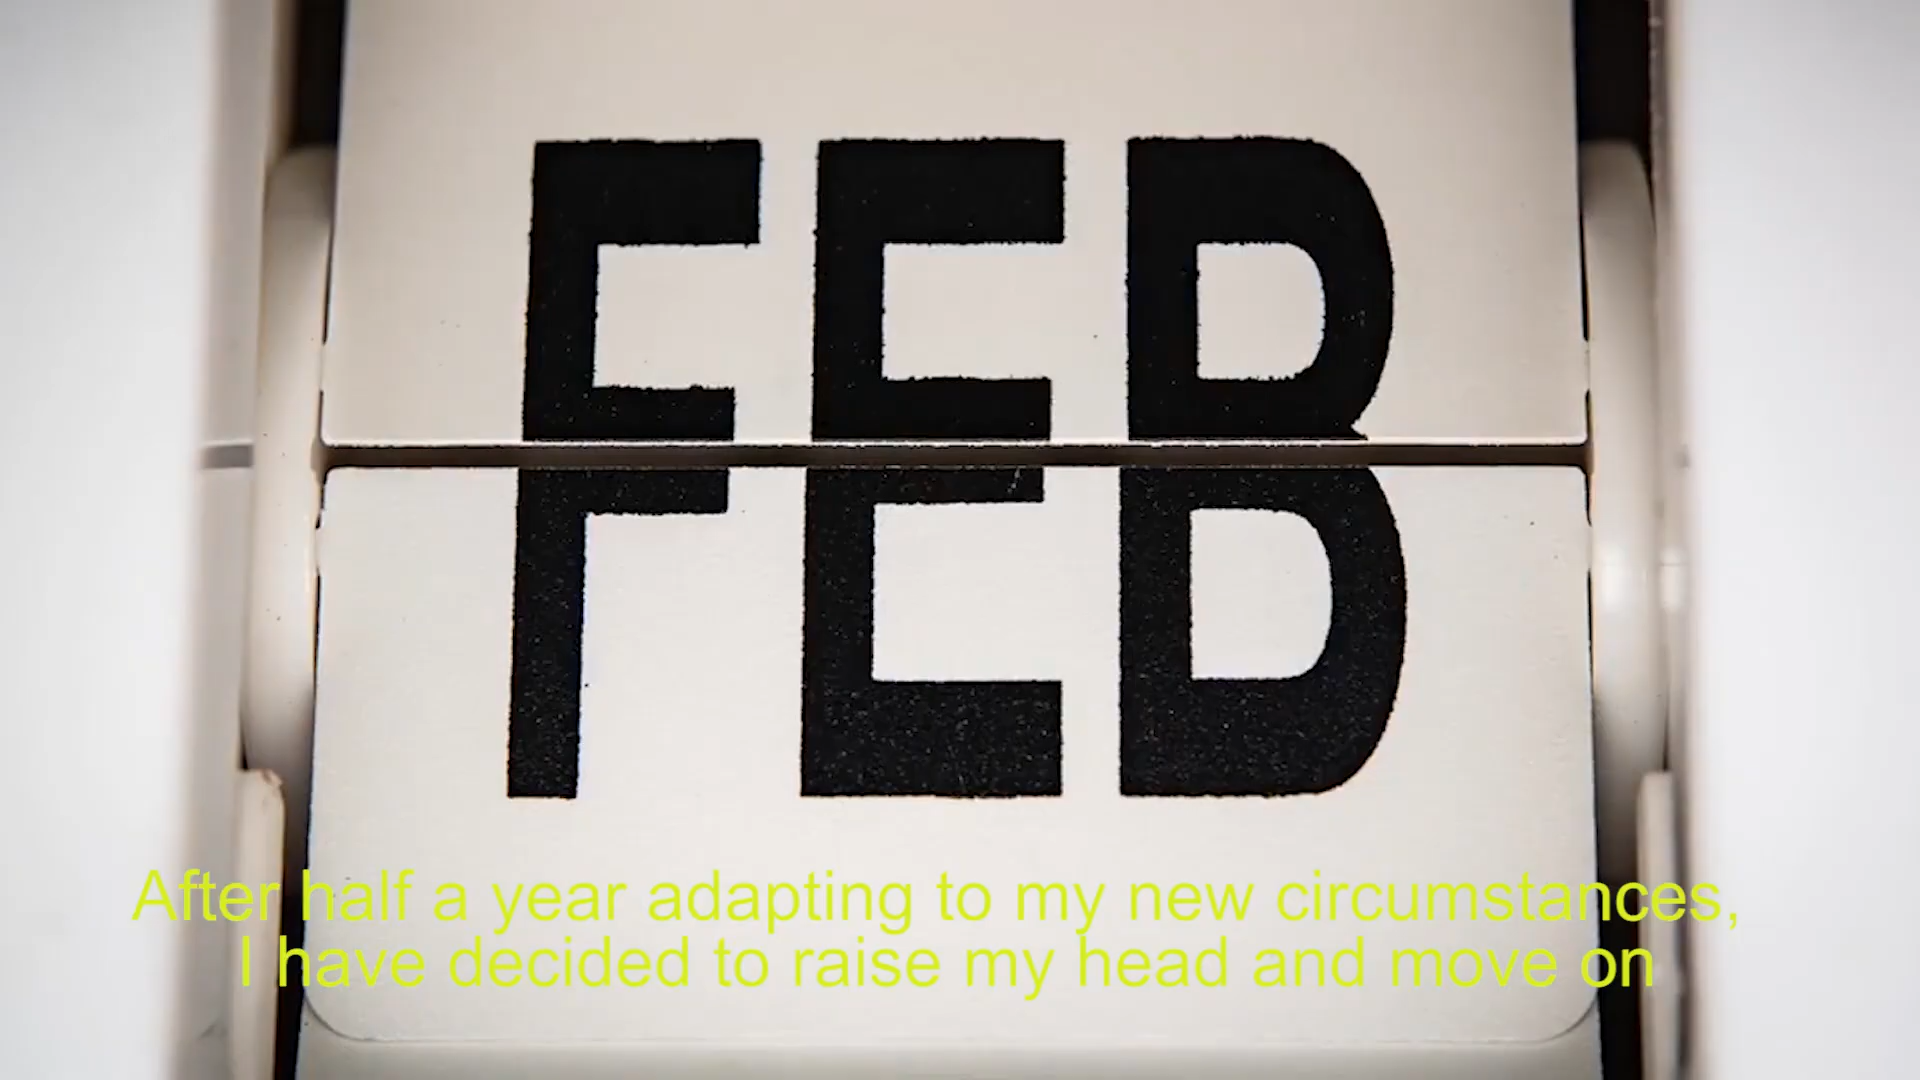 FEB
After half a year adapting to my new circumstances,
I have decided to raise my head and move on